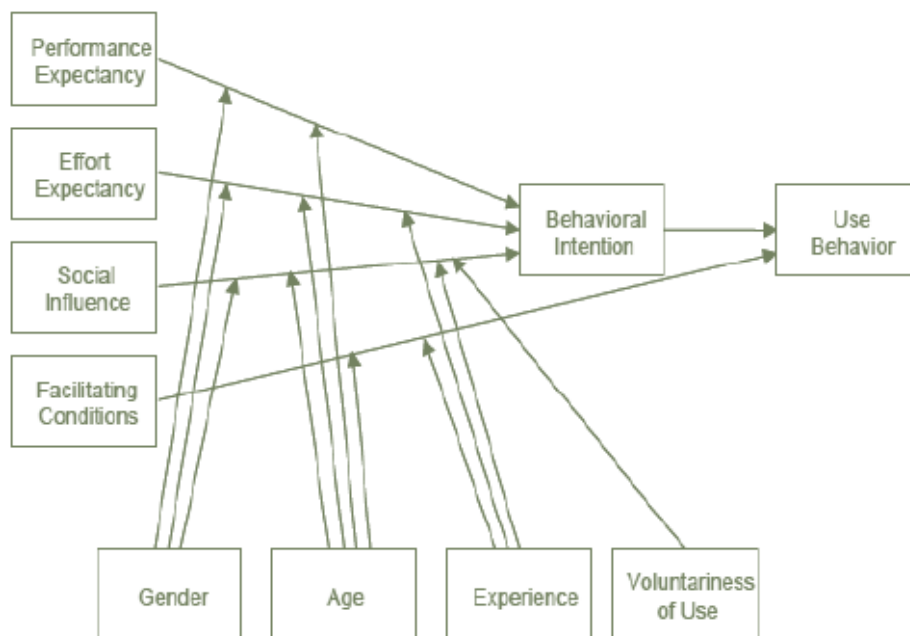 Performance
Expectancy
Effort
Expectancy
Social
Influence
Facilitating
Conditions
Behavioral
Intention
Use
Behavior
Gender
Age
Experience
Voluntariness
of Use